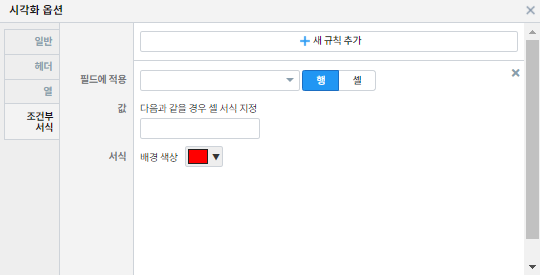 시각화 옵션
일반
헤더
열
조건부
서식
새 규칙 추가
필드에 적용
행
셀
값
다음과 같을 경우 셀 서식 지정
서식
배경 색상